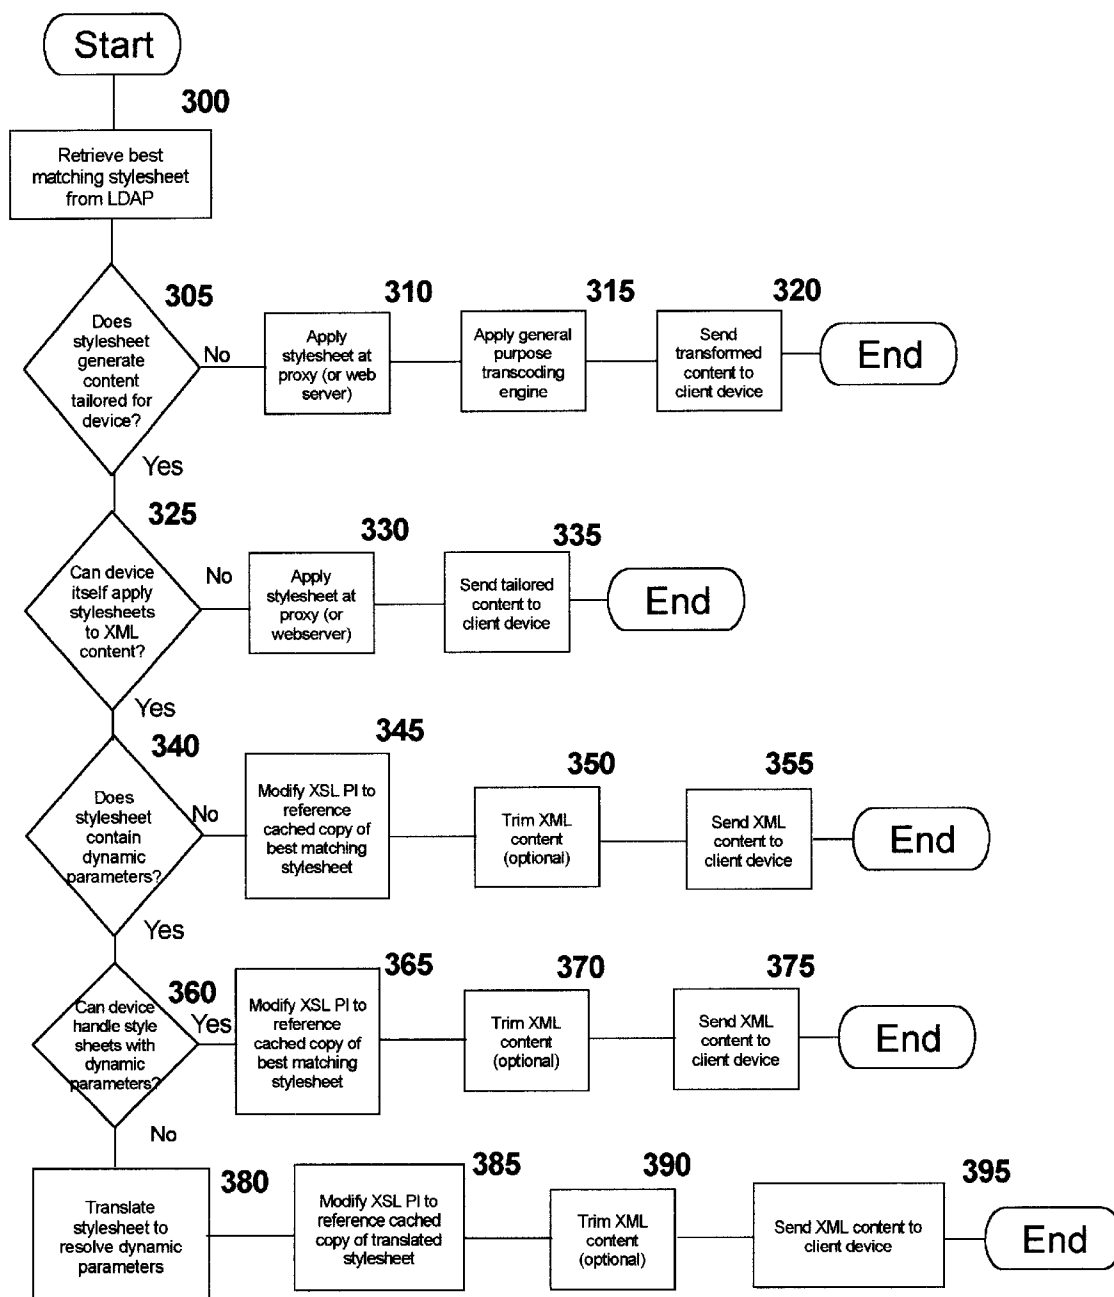 Start
300
Retrieve best
matching stylesheet
from LDAP
305
Does
stylesheet
generate
content
tailored for
device?
No
310
Apply
stylesheet at
proxy (or web
server)
315
Apply general
purpose
transcoding
engine
320
Send
transformed
content to
client device
End
Yes
325
Can device
itself apply
stylesheets
to XML
content?
No
330
Apply
stylesheet at
proxy (or
webserver)
335
Send tailored
content to
client device
End
Yes
340
Does
stylesheet
contain
dynamic
parameters?
No
345
Modify XSL PI to
reference
cached copy of
best matching
stylesheet
350
Trim XML
content
(optional)
355
Send XML
content to
client device
End
Yes
360
Can device
handle style
sheets with
dynamic
parameters?
Yes
365
Modify XSL PI to
reference
cached copy of
best matching
stylesheet
370
Trim XML
content
(optional)
375
Send XML
content to
client device
End
No
380
Translate
stylesheet to
resolve dynamic
parameters
385
Modify XSL PI to
reference cached
copy of translated
stylesheet
390
Trim XML
content
(optional)
395
Send XML content to
client device
End